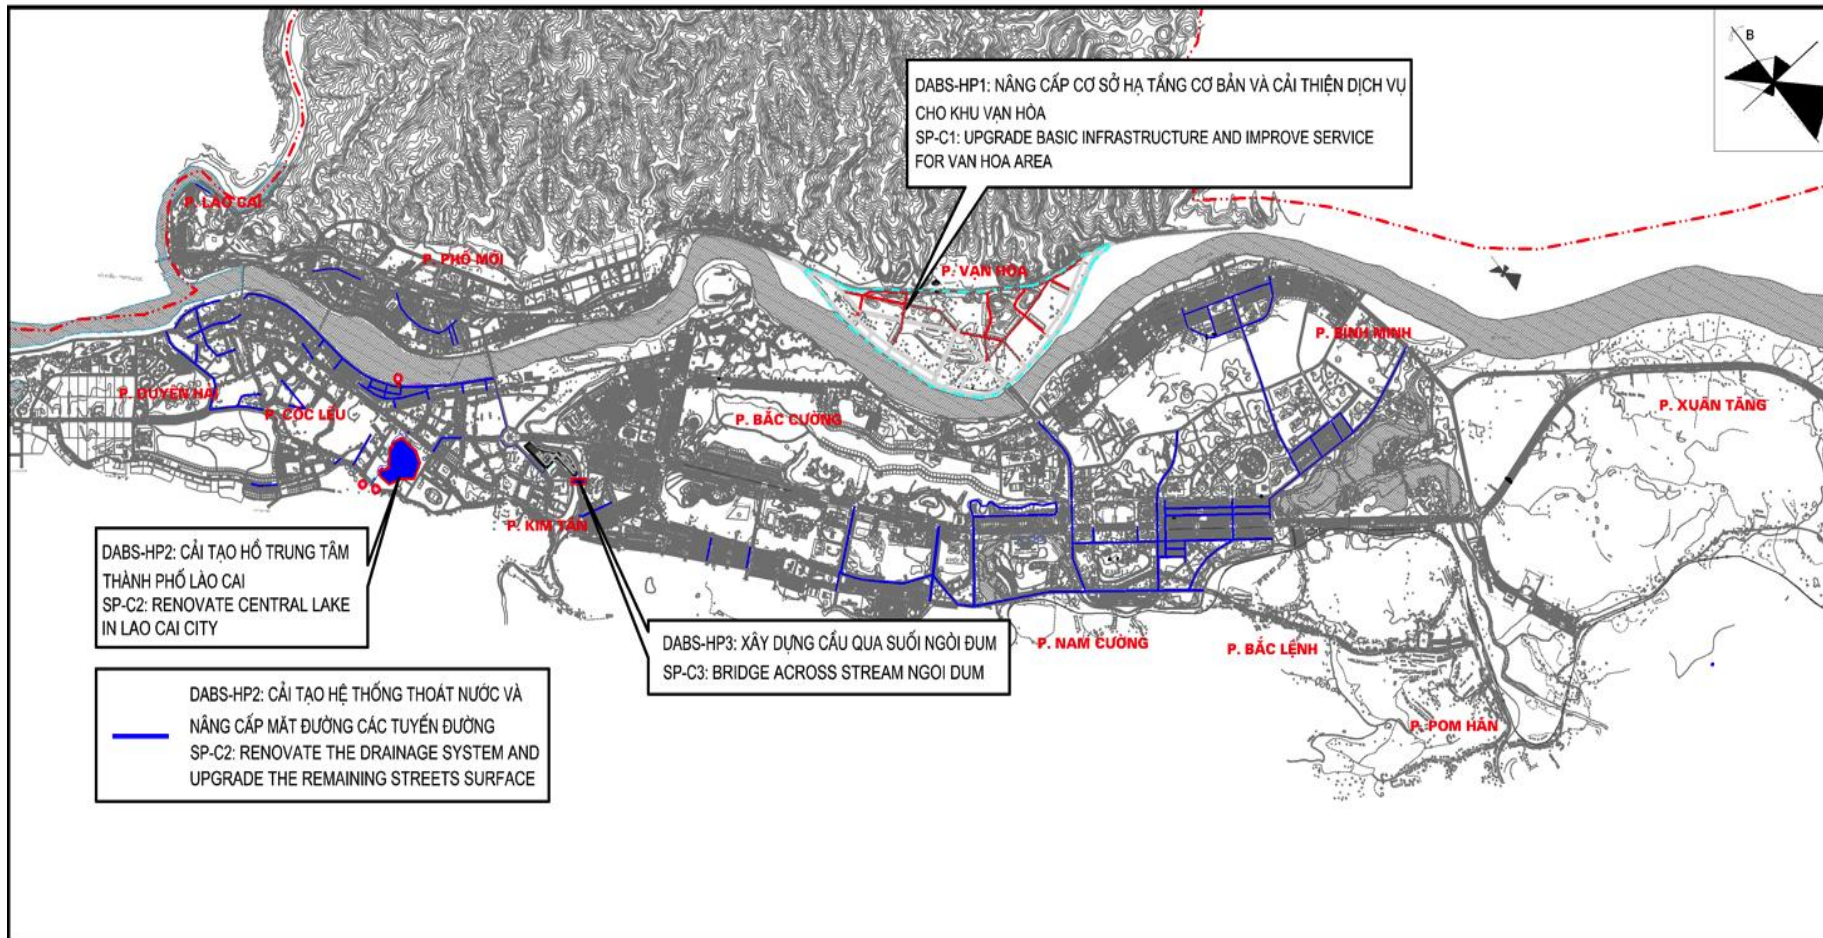 B
DABS-HP1: NÂNG CẤP CƠ SỞ HẠ TẦNG CƠ BẢN VÀ CẢI THIỆN DỊCH VỤ
CHO KHU VẠN HÒA
SP-C1: UPGRADE BASIC INFRASTRUCTURE AND IMPROVE SERVICE
FOR VAN HOA AREA
P. LÀO CAI
P. PHỐ MỚI
P. VẠN HÒA
P. BÌNH MINH
P. DUYÊN HẢI
P. CỐC LẾU
P. BẮC CƯỜNG
P. XUÂN TĂNG
P. KIM TÂN
DABS-HP2: CẢI TẠO HỒ TRUNG TÂM
THÀNH PHỐ LÀO CAI
SP-C2: RENOVATE CENTRAL LAKE
IN LAO CAI CITY
DABS-HP3: XÂY DỰNG CẦU QUA SUỐI NGÒI ĐUM
SP-C3: BRIDGE ACROSS STREAM NGOI DUM
P. NAM CƯỜNG
P. BẮC LỆNH
P. POM HÁN
DABS-HP2: CẢI TẠO HỆ THỐNG THOÁT NƯỚC VÀ
NÂNG CẤP MẶT ĐƯỜNG CÁC TUYẾN ĐƯỜNG
SP-C2: RENOVATE THE DRAINAGE SYSTEM AND
UPGRADE THE REMAINING STREETS SURFACE